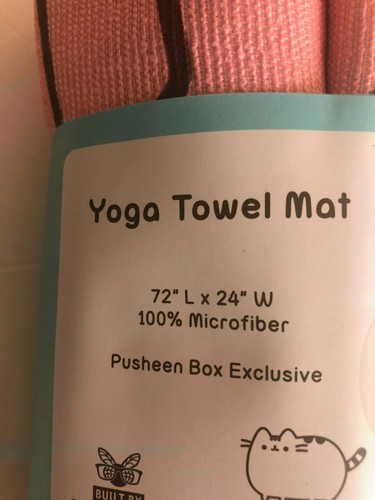 Yoga Towel Mat
72" L x 24" W
100% Microfiber
Pusheen Box Exclusive
BUILT BY